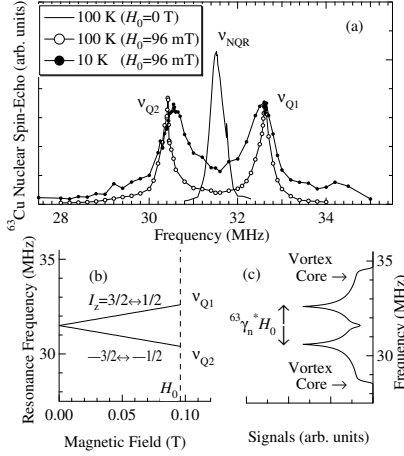 100 K (H₀=0 T)
100 K (H₀=96 mT)
10 K (H₀=96 mT)
(a)
νNQR
νQ2
νQ1
⁶³Cu Nuclear Spin-Echo (arb. units)
28 30 32 34
Frequency (MHz)
(b)
Resonance Frequency (MHz)
35
31
I_z=3/2↔1/2
νQ1
—3/2↔—1/2
νQ2
H₀
0.00 0.05 0.10
Magnetic Field (T)
(c)
Vortex
Core →
⁶³γₙ*H₀
Vortex
Core →
35
30
Frequency (MHz)
Signals (arb. units)